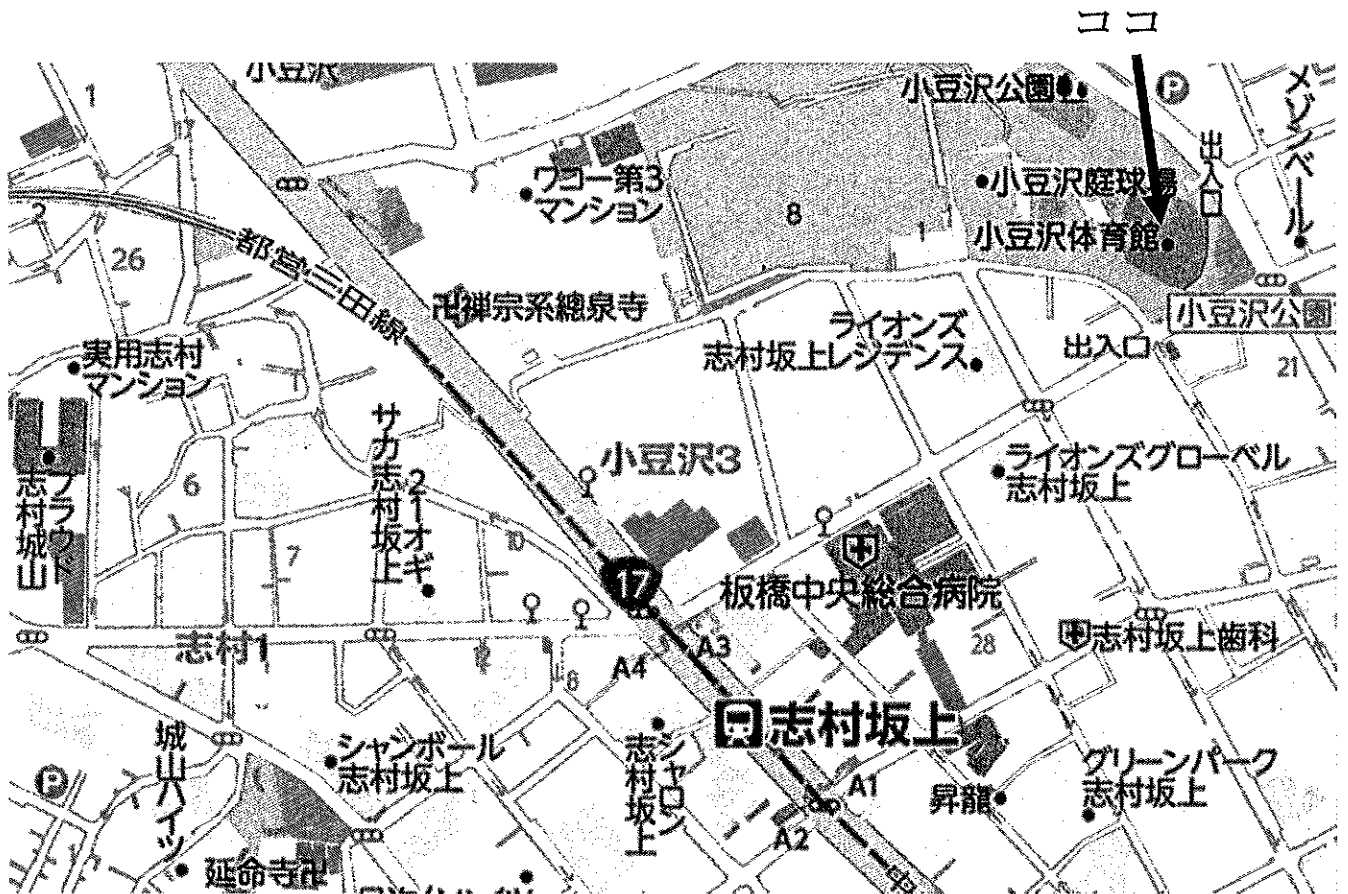 ココ
小豆沢
1
17
小豆沢公園
P
メゾンベール
出入口
ワコー第3
マンション
小豆沢庭球場
8
1
小豆沢体育館
2
26
都営三田線
卍禅宗系總泉寺
小豆沢公園
ライオンズ
志村坂上レジデンス
出入口
21
実用志村
マンション
サカオギ
志村坂上
21
小豆沢3
ライオンズグローベル
志村坂上
プラウド
志村城山
6
7
10
17
板橋中央総合病院
志村1
A3
A4
28
志村坂上歯科
8
志村坂上
城山ハイツ
シャンボール
志村坂上
シャロン
志村坂上
グリーンパーク
志村坂上
P
A1
昇龍
A2
延命寺卍
中